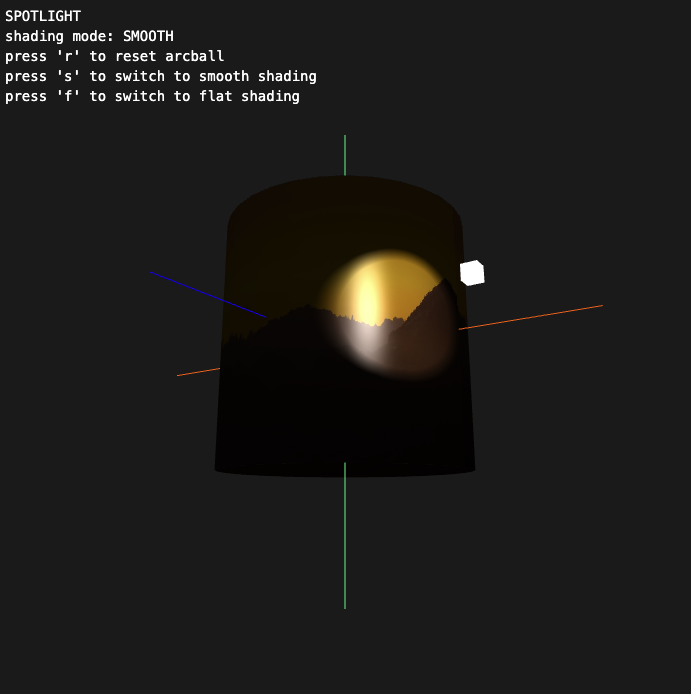 SPOTLIGHT
shading mode: SMOOTH
press 'r' to reset arcball
press 's' to switch to smooth shading
press 'f' to switch to flat shading